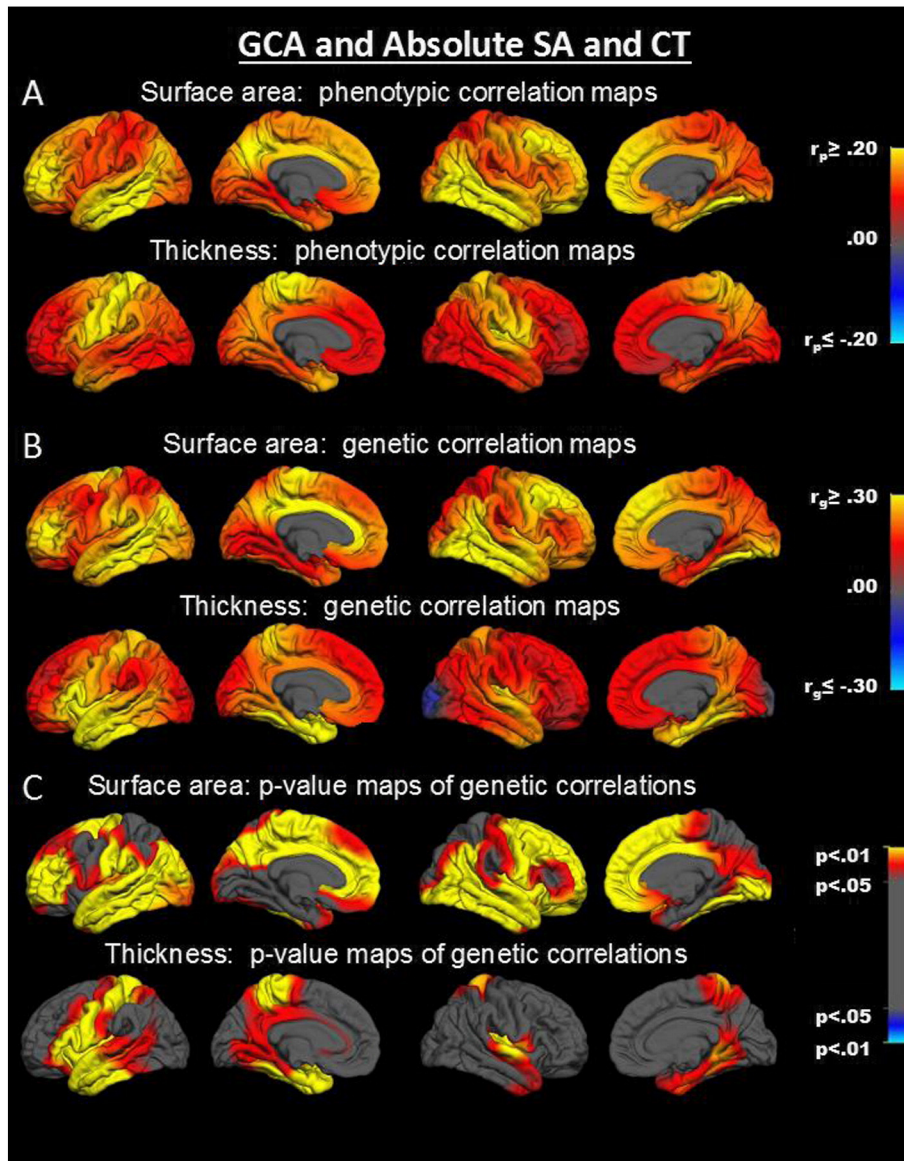 GCA and Absolute SA and CT
A
Surface area: phenotypic correlation maps
rₚ≥ .20
.00
rₚ≤ -.20
Thickness: phenotypic correlation maps
B
Surface area: genetic correlation maps
r_g≥ .30
.00
r_g≤ -.30
Thickness: genetic correlation maps
C
Surface area: p-value maps of genetic correlations
p<.01
p<.05
p<.05
p<.01
Thickness: p-value maps of genetic correlations